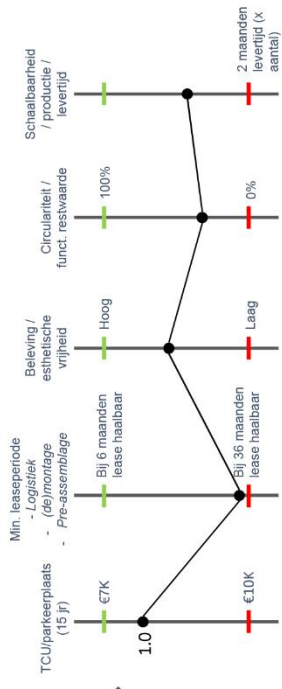 TCU/parkeerplaats
(15 jr)
€7K
1.0
€10K
Min. leaseperiode
- Logistiek
- (de)montage
- Pre-assemblage
Bij 6 maanden
lease haalbaar
Bij 36 maanden
lease haalbaar
Beleving /
esthetische
vrijheid
Hoog
Laag
Circulariteit /
funct. restwaarde
100%
0%
Schaalbaarheid
/ productie /
levertijd
2 maanden
levertijd (x
aantal)